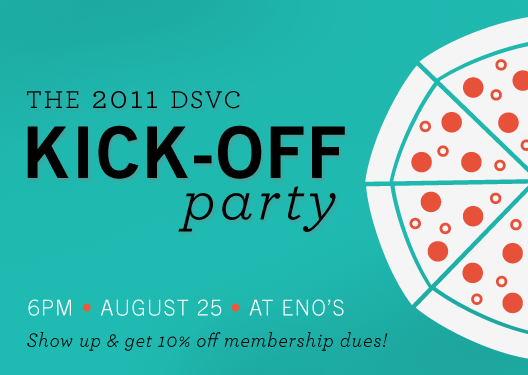 THE 2011 DSVC
KICK-OFF
party
6PM • AUGUST 25 • AT ENO'S
Show up & get 10% off membership dues!